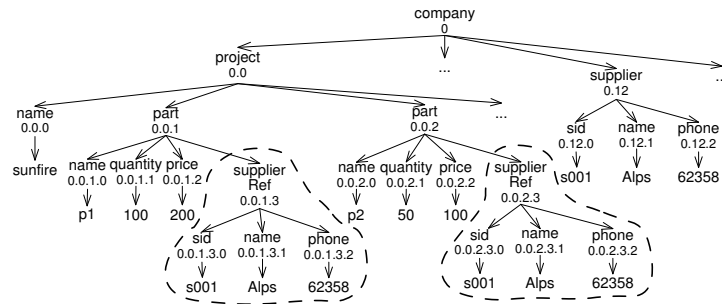 company
0
project
0.0
...
supplier
0.12
...
name
0.0.0
part
0.0.1
part
0.0.2
...
sid
0.12.0
name
0.12.1
phone
0.12.2
sunfire
name
0.0.1.0
quantity
0.0.1.1
price
0.0.1.2
supplier
Ref
0.0.1.3
name
0.0.2.0
quantity
0.0.2.1
price
0.0.2.2
supplier
Ref
0.0.2.3
s001
Alps
62358
p1
100
200
p2
50
100
sid
0.0.1.3.0
name
0.0.1.3.1
phone
0.0.1.3.2
sid
0.0.2.3.0
name
0.0.2.3.1
phone
0.0.2.3.2
s001
Alps
62358
s001
Alps
62358